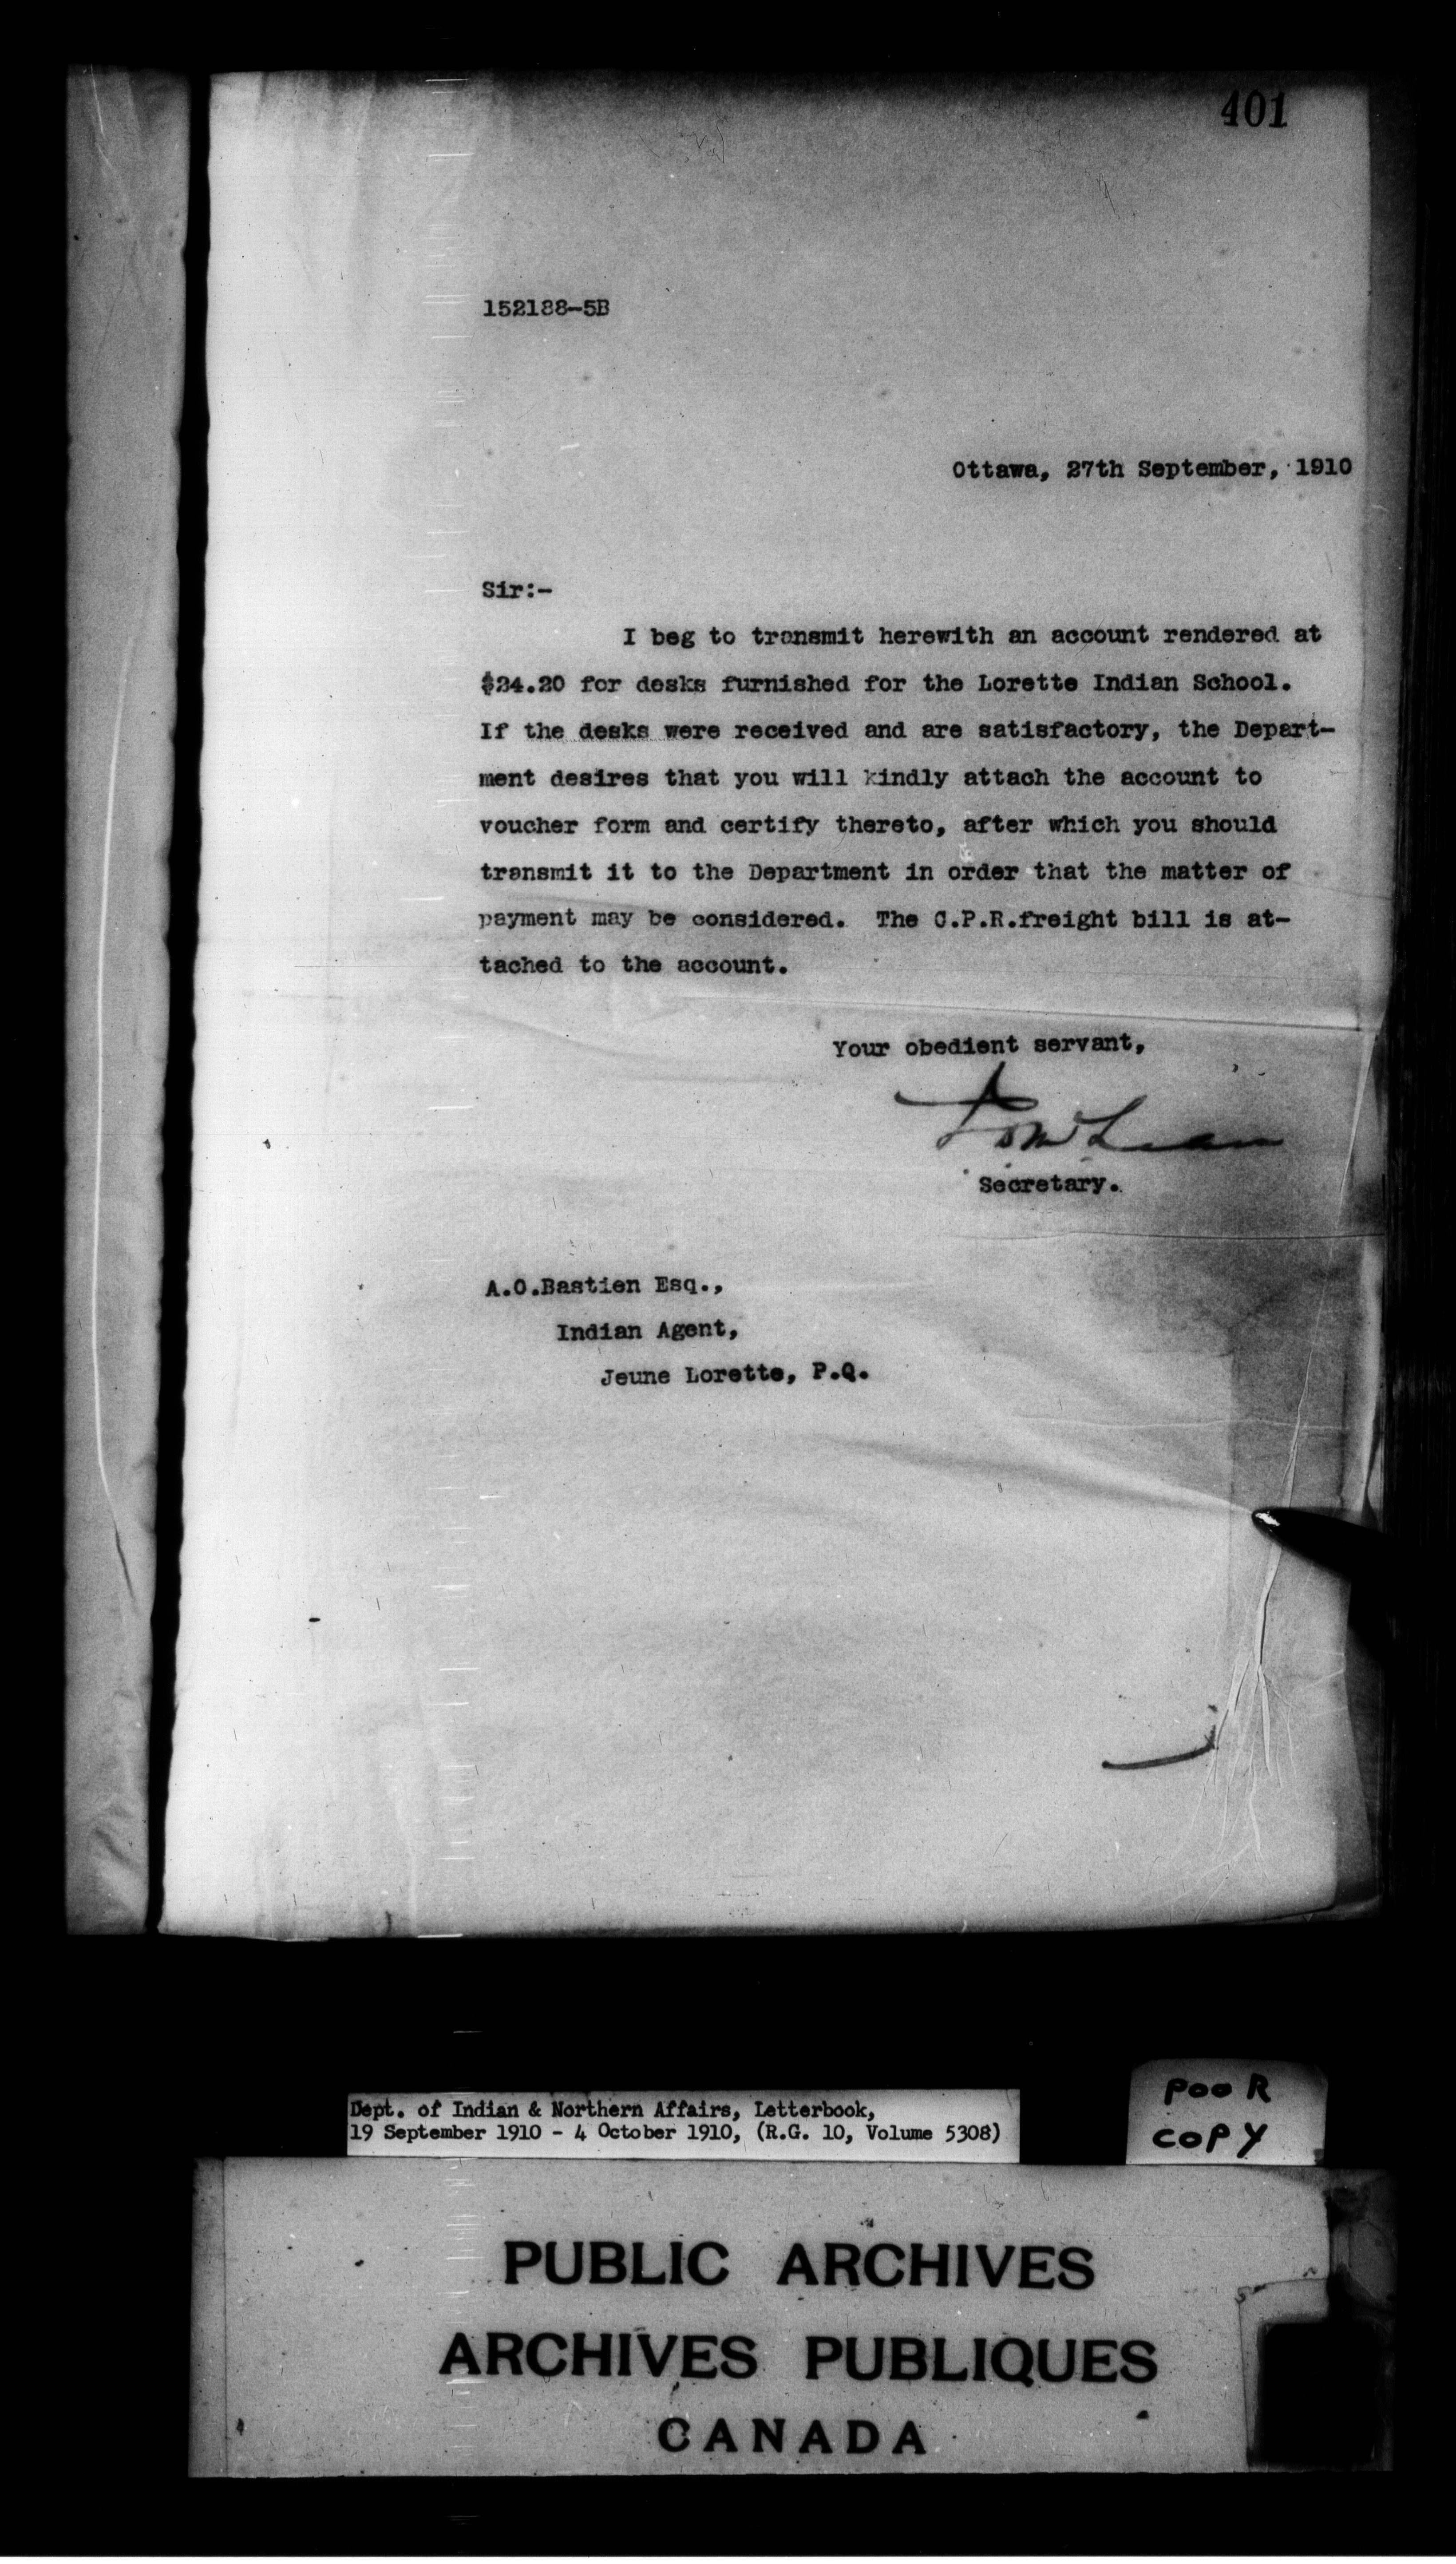 401
152188-5B
Ottawa, 27th September, 1910
Sir:-
I beg to transmit herewith an account rendered at
$24.20 for desks furnished for the Lorette Indian School.
If the desks were received and are satisfactory, the Depart-
ment desires that you will kindly attach the account to
voucher form and certify thereto, after which you should
transmit it to the Department in order that the matter of
payment may be considered. The C.P.R.freight bill is at-
tached to the account.
Your obedient servant,
Secretary.
A.O.Bastien Esq.,
Indian Agent,
Jeune Lorette, P.Q.
Dept. of Indian & Northern Affairs, Letterbook,
19 September 1910 - 4 October 1910, (R.G. 10, Volume 5308)
POOR
COPY
PUBLIC ARCHIVES
ARCHIVES PUBLIQUES
CANADA